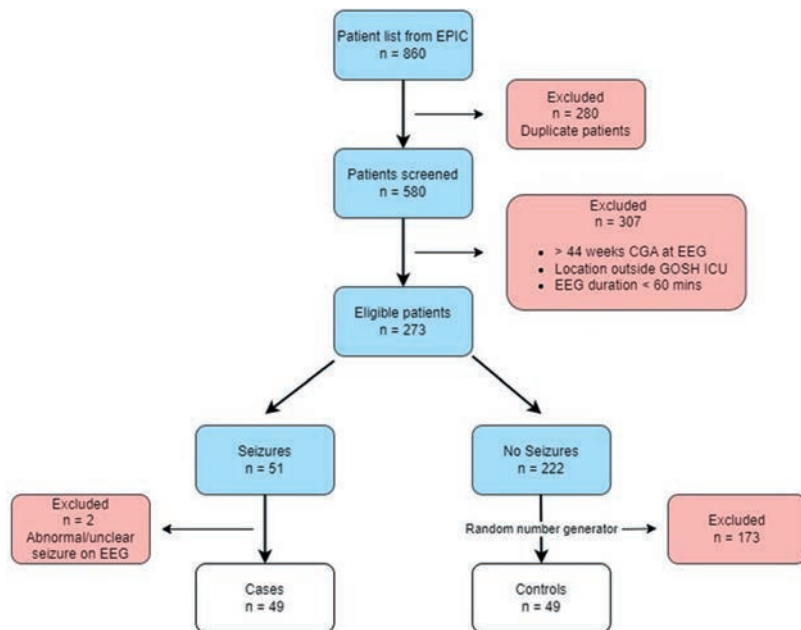 Patient list from EPIC
n = 860
Excluded
n = 280
Duplicate patients
Patients screened
n = 580
Excluded
n = 307
• > 44 weeks CGA at EEG
• Location outside GOSH ICU
• EEG duration < 60 mins
Eligible patients
n = 273
Seizures
n = 51
No Seizures
n = 222
Excluded
n = 2
Abnormal/unclear
seizure on EEG
Random number generator
Excluded
n = 173
Cases
n = 49
Controls
n = 49